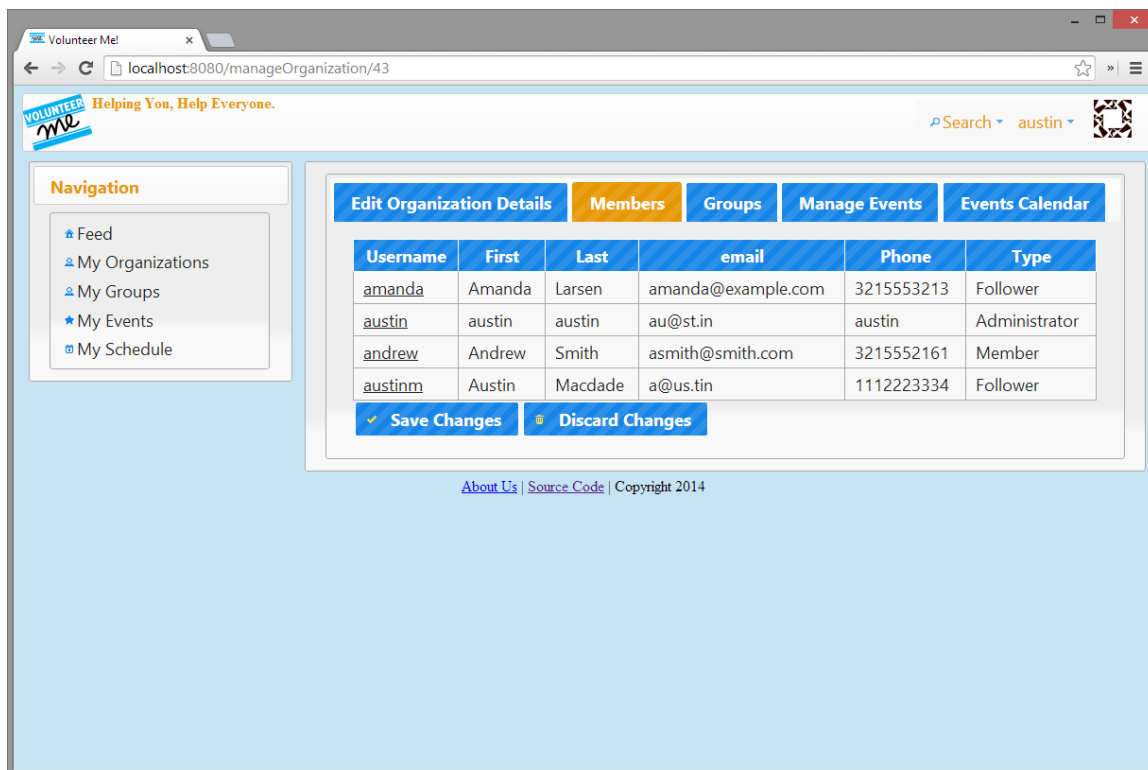 Volunteer Me!
localhost:8080/manageOrganization/43
VOLUNTEER
me
Helping You, Help Everyone.
Search austin
Navigation
Feed
My Organizations
My Groups
My Events
My Schedule
Edit Organization Details Members Groups Manage Events Events Calendar
Username First Last email Phone Type
amanda Amanda Larsen amanda@example.com 3215553213 Follower
austin austin austin au@st.in austin Administrator
andrew Andrew Smith asmith@smith.com 3215552161 Member
austinm Austin Macdade a@us.tin 1112223334 Follower
Save Changes Discard Changes
About Us | Source Code | Copyright 2014